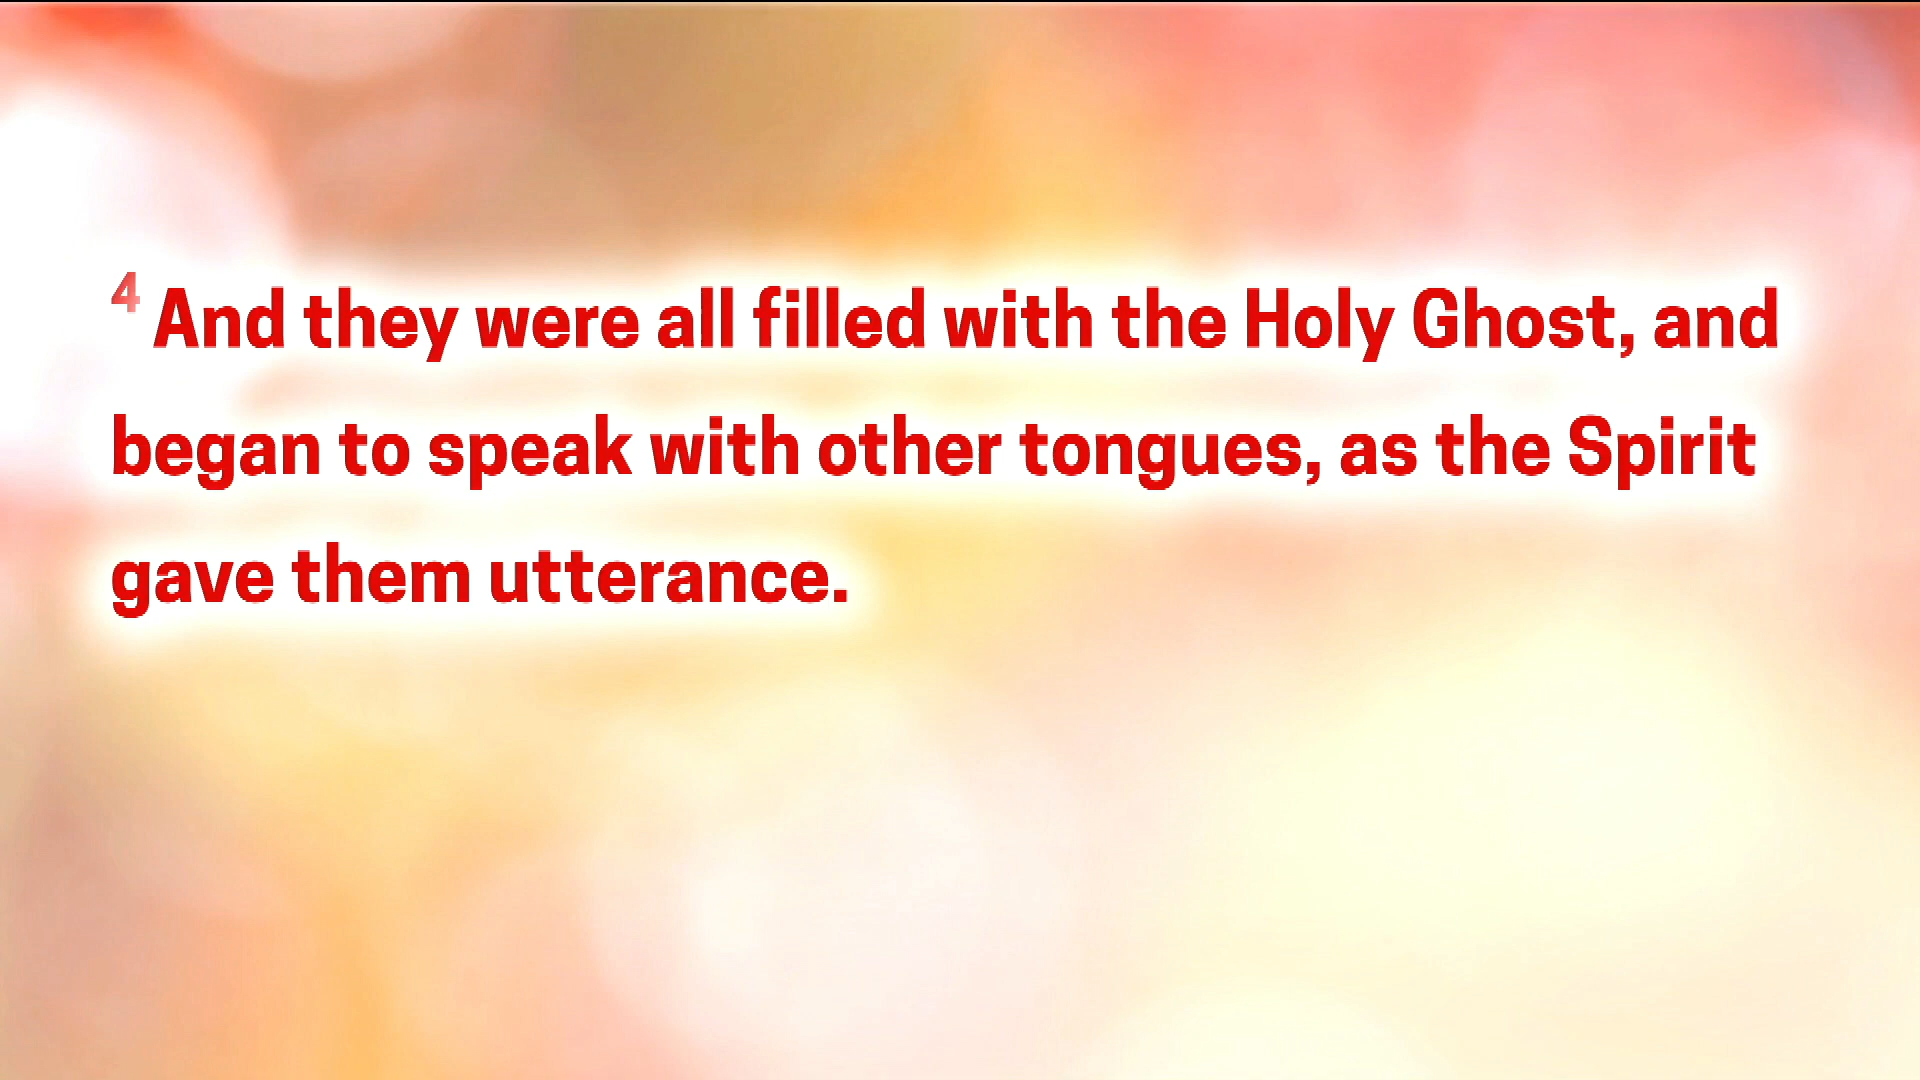 4 And they were all filled with the Holy Ghost, and
began to speak with other tongues, as the Spirit
gave them utterance.